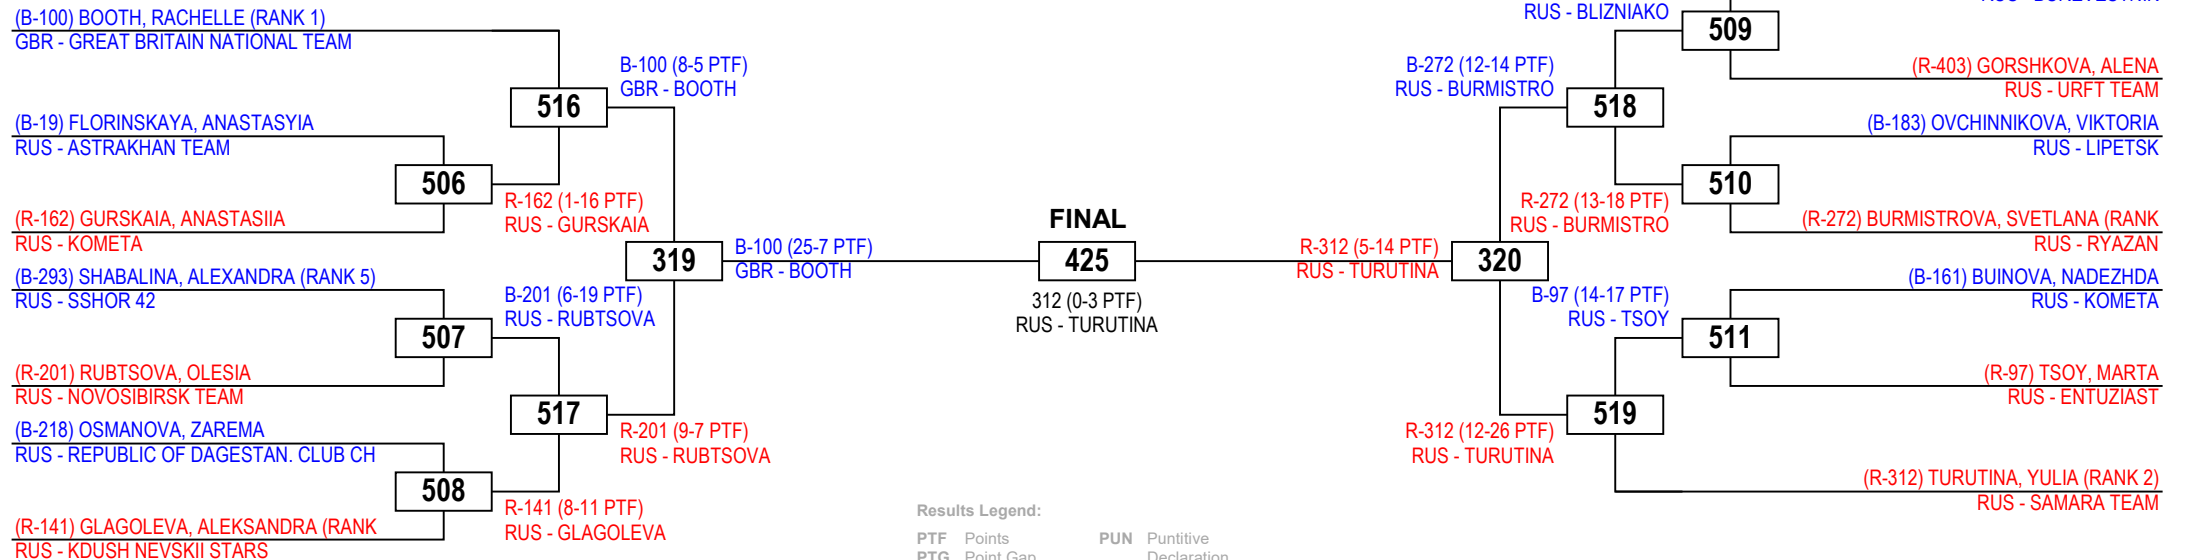 (B-100) BOOTH, RACHELLE (RANK 1)
GBR - GREAT BRITAIN NATIONAL TEAM
B-100 (8-5 PTF)
GBR - BOOTH
516
(B-19) FLORINSKAYA, ANASTASYIA
RUS - ASTRAKHAN TEAM
506
R-162 (1-16 PTF)
RUS - GURSKAIA
(R-162) GURSKAIA, ANASTASIIA
RUS - KOMETA
319
B-100 (25-7 PTF)
GBR - BOOTH
(B-293) SHABALINA, ALEXANDRA (RANK 5)
RUS - SSHOR 42
B-201 (6-19 PTF)
RUS - RUBTSOVA
507
(R-201) RUBTSOVA, OLESIA
RUS - NOVOSIBIRSK TEAM
517
R-201 (9-7 PTF)
RUS - RUBTSOVA
(B-218) OSMANOVA, ZAREMA
RUS - REPUBLIC OF DAGESTAN. CLUB CH
508
R-141 (8-11 PTF)
RUS - GLAGOLEVA
(R-141) GLAGOLEVA, ALEKSANDRA (RANK
RUS - KDUSH NEVSKII STARS
FINAL
425
312 (0-3 PTF)
RUS - TURUTINA
RUS - BLIZNIAKO
509
(R-403) GORSHKOVA, ALENA
RUS - URFT TEAM
B-272 (12-14 PTF)
RUS - BURMISTRO
518
(B-183) OVCHINNIKOVA, VIKTORIA
RUS - LIPETSK
510
R-272 (13-18 PTF)
RUS - BURMISTRO
(R-272) BURMISTROVA, SVETLANA (RANK
RUS - RYAZAN
R-312 (5-14 PTF)
RUS - TURUTINA
320
(B-161) BUINOVA, NADEZHDA
RUS - KOMETA
B-97 (14-17 PTF)
RUS - TSOY
511
(R-97) TSOY, MARTA
RUS - ENTUZIAST
519
R-312 (12-26 PTF)
RUS - TURUTINA
(R-312) TURUTINA, YULIA (RANK 2)
RUS - SAMARA TEAM
Results Legend:
PTF Points PUN Puntitive
PTG Point Gap Declaration